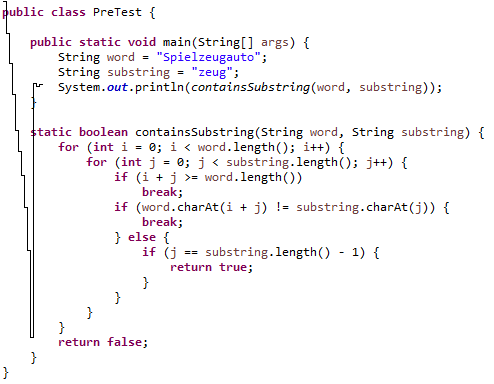 public class PreTest {
public static void main(String[] args) {
String word = "Spielzeugauto";
String substring = "zeug";
System.out.println(containsSubstring(word, substring));
}
static boolean containsSubstring(String word, String substring) {
for (int i = 0; i < word.length(); i++) {
for (int j = 0; j < substring.length(); j++) {
if (i + j >= word.length())
break;
if (word.charAt(i + j) != substring.charAt(j)) {
break;
} else {
if (j == substring.length() - 1) {
return true;
}
}
}
}
return false;
}
}